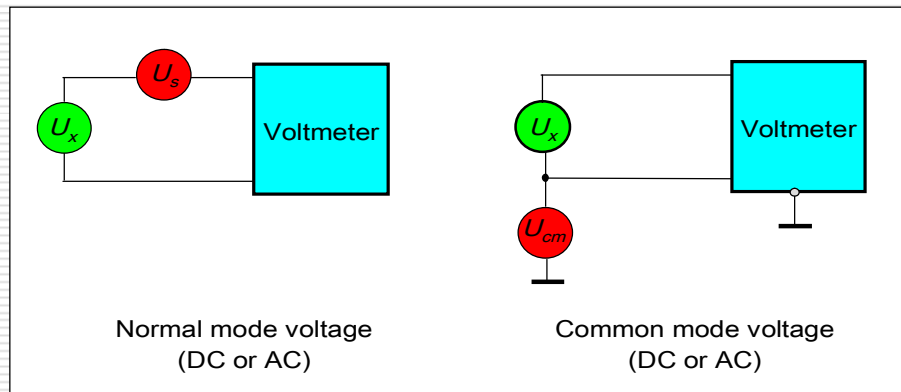 U_s
U_x
Voltmeter
U_x
Voltmeter
U_cm
Normal mode voltage
(DC or AC)
Common mode voltage
(DC or AC)